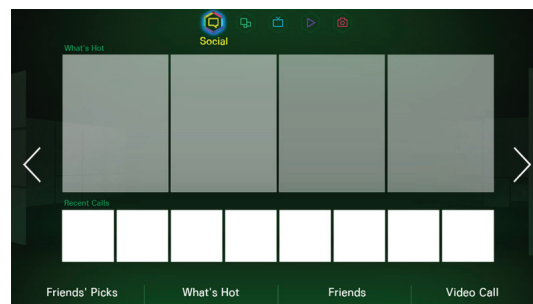 Social
What's Hot
Recent Calls
Friends' Picks
What's Hot
Friends
Video Call